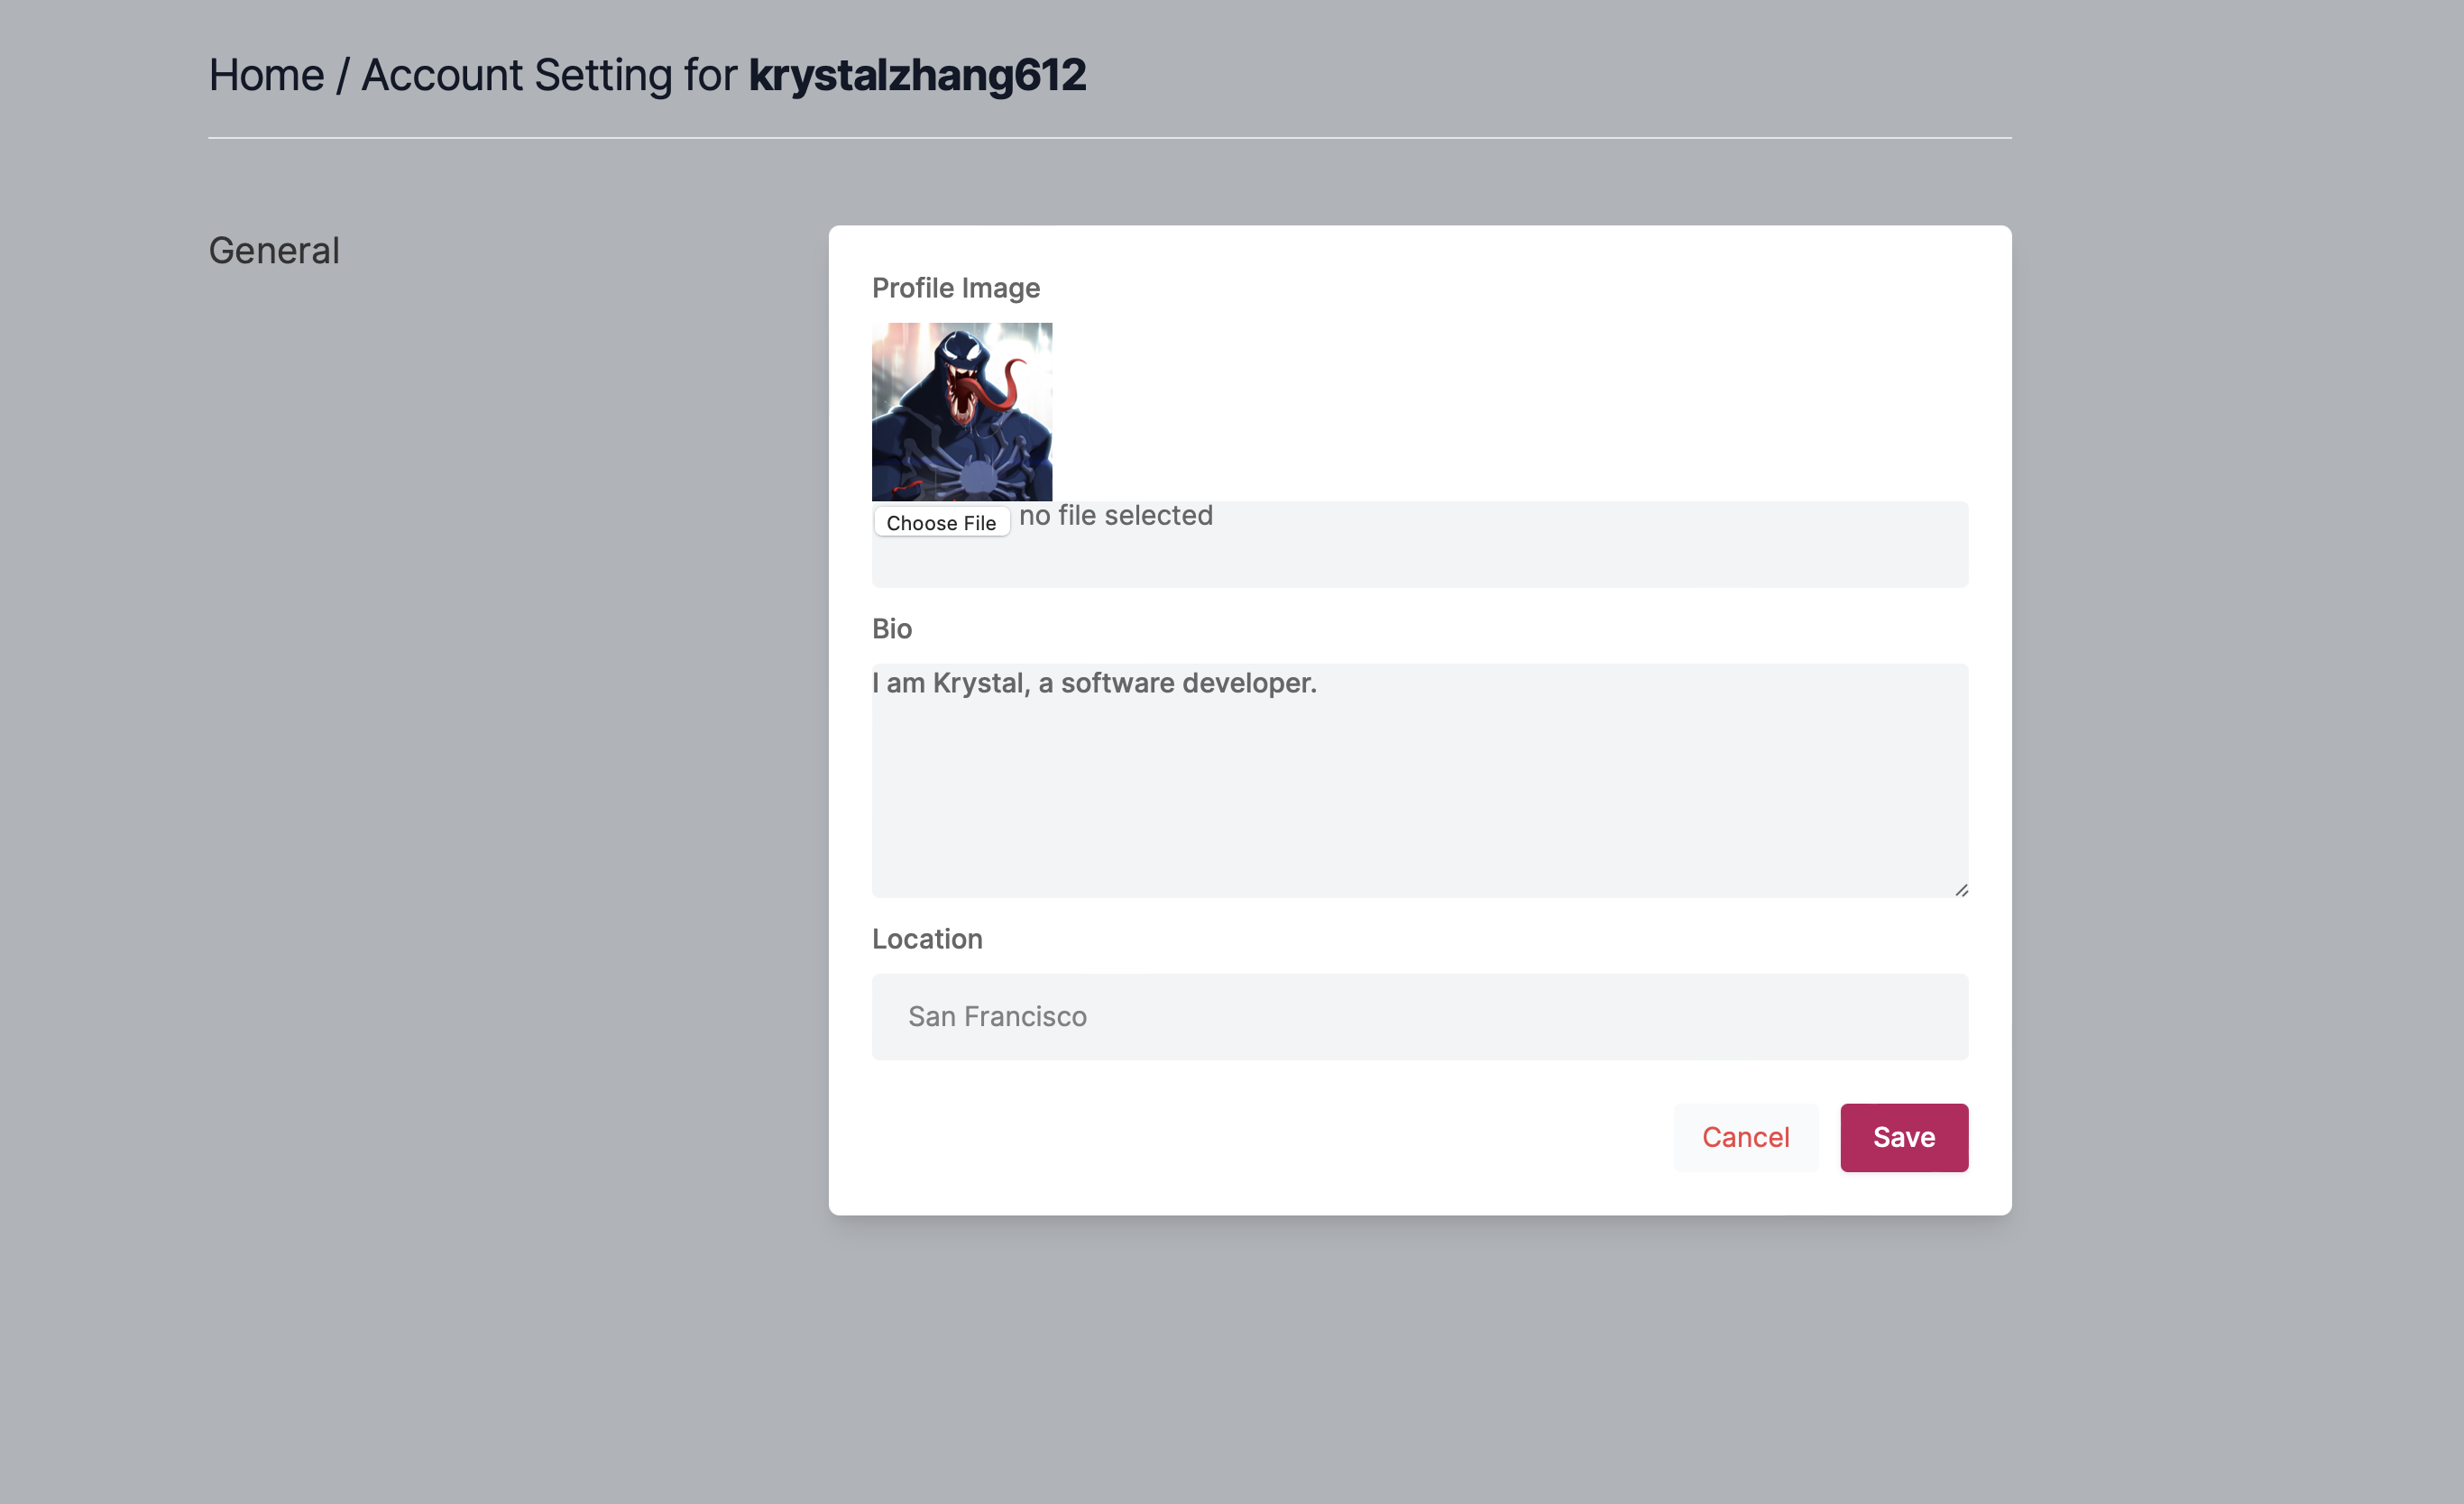 Home / Account Setting for krystalzhang612
General
Profile Image
Choose File no file selected
Bio
I am Krystal, a software developer.
Location
San Francisco
Cancel
Save